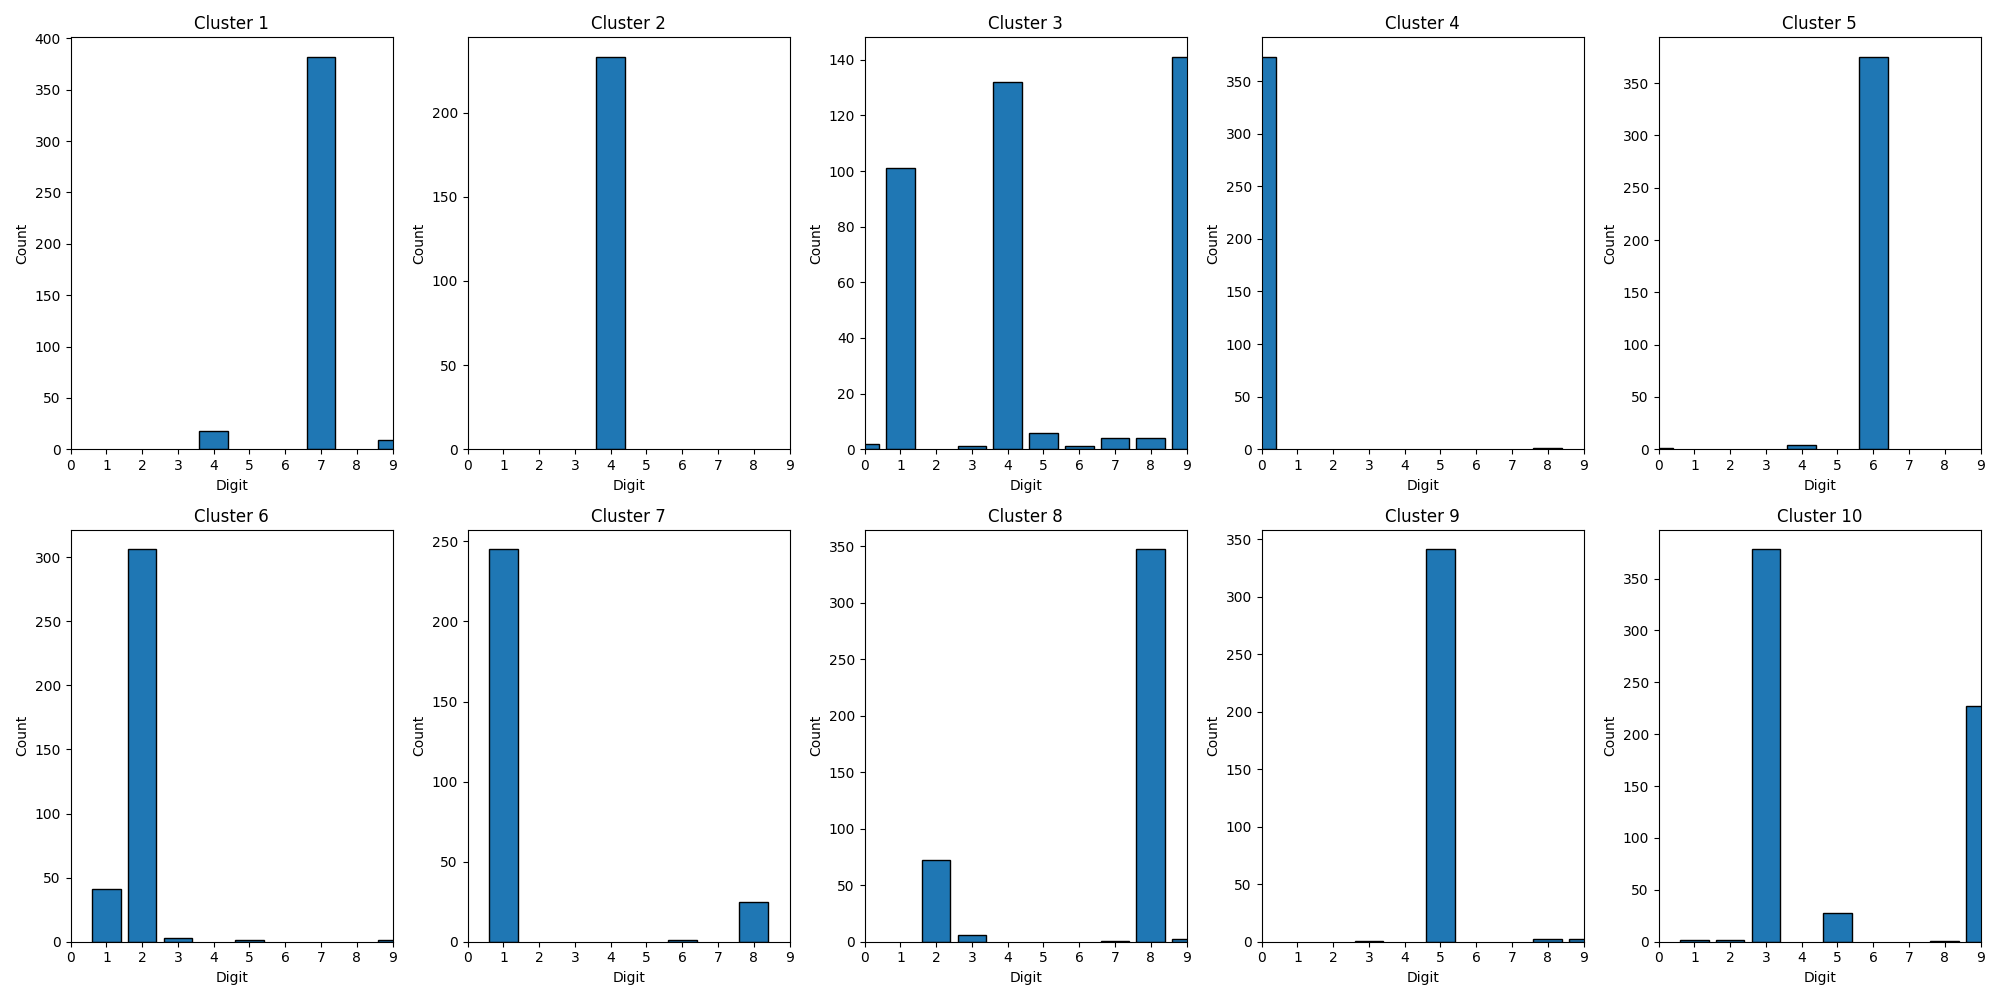 Cluster 1
400
350
300
250
200
150
100
50
0
Count
0 1 2 3 4 5 6 7 8 9
Digit
Cluster 2
200
150
100
50
0
Count
0 1 2 3 4 5 6 7 8 9
Digit
Cluster 3
140
120
100
80
60
40
20
0
Count
0 1 2 3 4 5 6 7 8 9
Digit
Cluster 4
350
300
250
200
150
100
50
0
Count
0 1 2 3 4 5 6 7 8 9
Digit
Cluster 5
350
300
250
200
150
100
50
0
Count
0 1 2 3 4 5 6 7 8 9
Digit
Cluster 6
300
250
200
150
100
50
0
Count
0 1 2 3 4 5 6 7 8 9
Digit
Cluster 7
250
200
150
100
50
0
Count
0 1 2 3 4 5 6 7 8 9
Digit
Cluster 8
350
300
250
200
150
100
50
0
Count
0 1 2 3 4 5 6 7 8 9
Digit
Cluster 9
350
300
250
200
150
100
50
0
Count
0 1 2 3 4 5 6 7 8 9
Digit
Cluster 10
350
300
250
200
150
100
50
0
Count
0 1 2 3 4 5 6 7 8 9
Digit